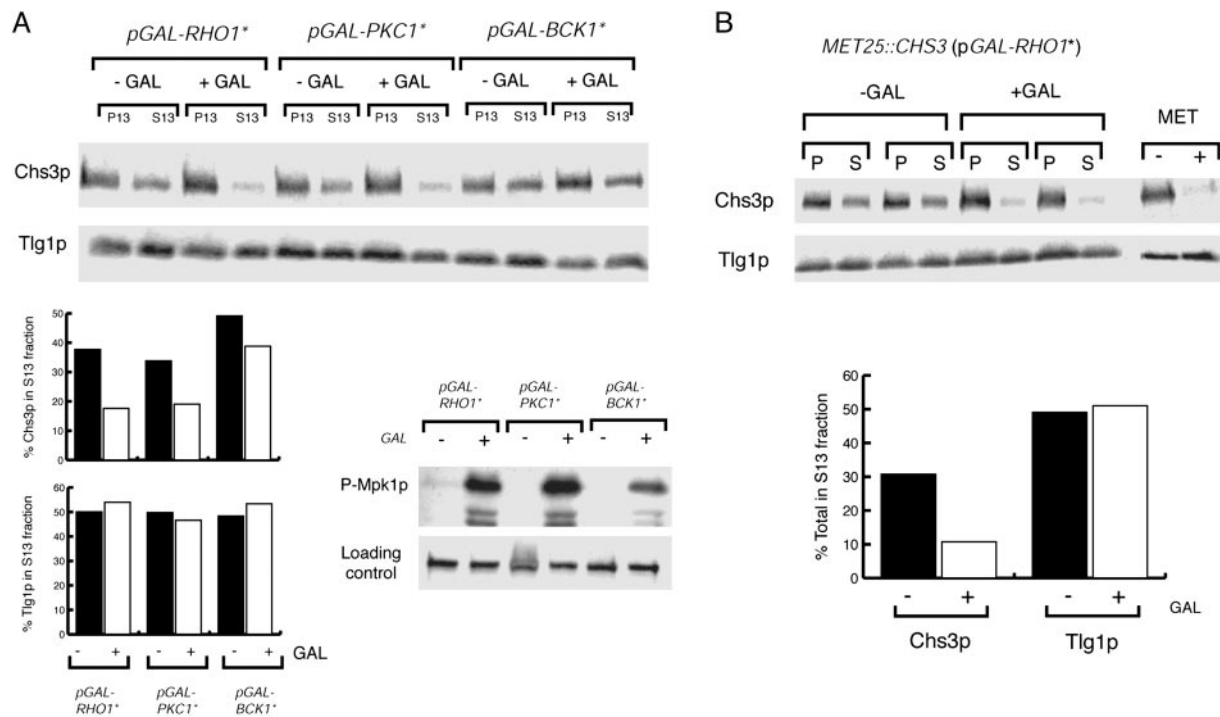 A
pGAL-RHO1* pGAL-PKC1* pGAL-BCK1*
- GAL + GAL - GAL + GAL - GAL + GAL
P13 S13 P13 S13 P13 S13 P13 S13 P13 S13 P13 S13
Chs3p
Tlg1p
% Chs3p in S13 fraction
50
40
30
20
10
0
% Tlg1p in S13 fraction
60
50
40
30
20
10
0
- + - + - + GAL
pGAL- pGAL- pGAL-
RHO1* PKC1* BCK1*
pGAL- pGAL- pGAL-
RHO1* PKC1* BCK1*
GAL - + - + - +
P-Mpk1p
Loading
control
B
MET25::CHS3 (pGAL-RHO1*)
-GAL +GAL MET
P S P S P S P S - +
Chs3p
Tlg1p
% Total in S13 fraction
60
50
40
30
20
10
0
- + - + GAL
Chs3p Tlg1p